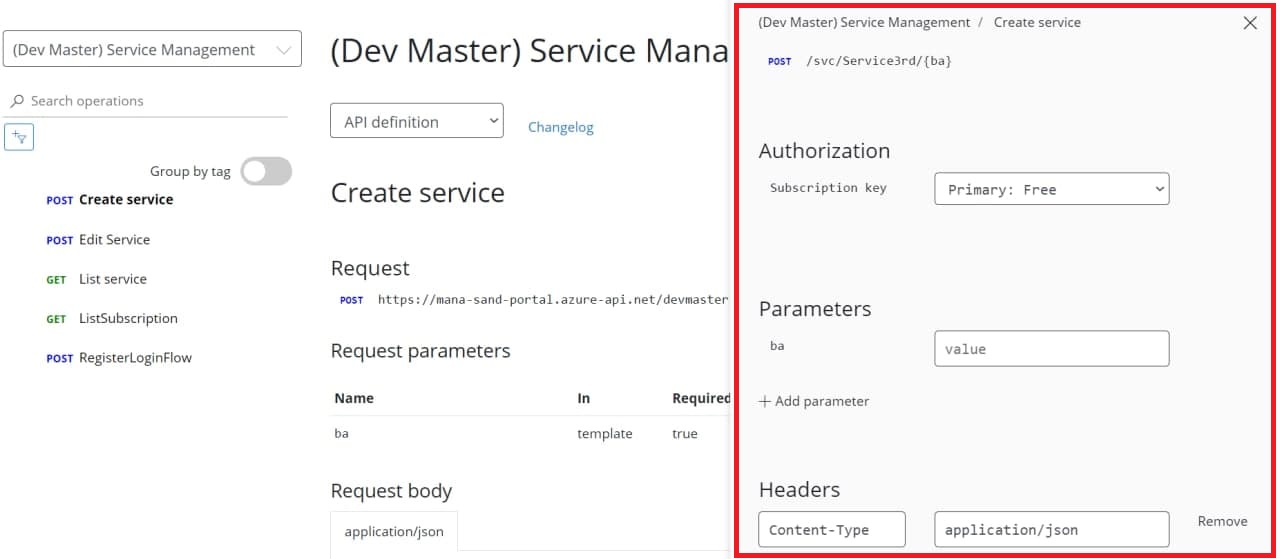 (Dev Master) Service Management
Search operations
Group by tag
POST Create service
POST Edit Service
GET List service
GET ListSubscription
POST RegisterLoginFlow
(Dev Master) Service Mana
API definition
Changelog
Create service
Request
POST https://mana-sand-portal.azure-api.net/devmaster
Request parameters
Name In Required
ba template true
Request body
application/json
(Dev Master) Service Management / Create service
POST /svc/Service3rd/{ba}
Authorization
Subscription key Primary: Free
Parameters
ba value
+ Add parameter
Headers
Content-Type application/json Remove